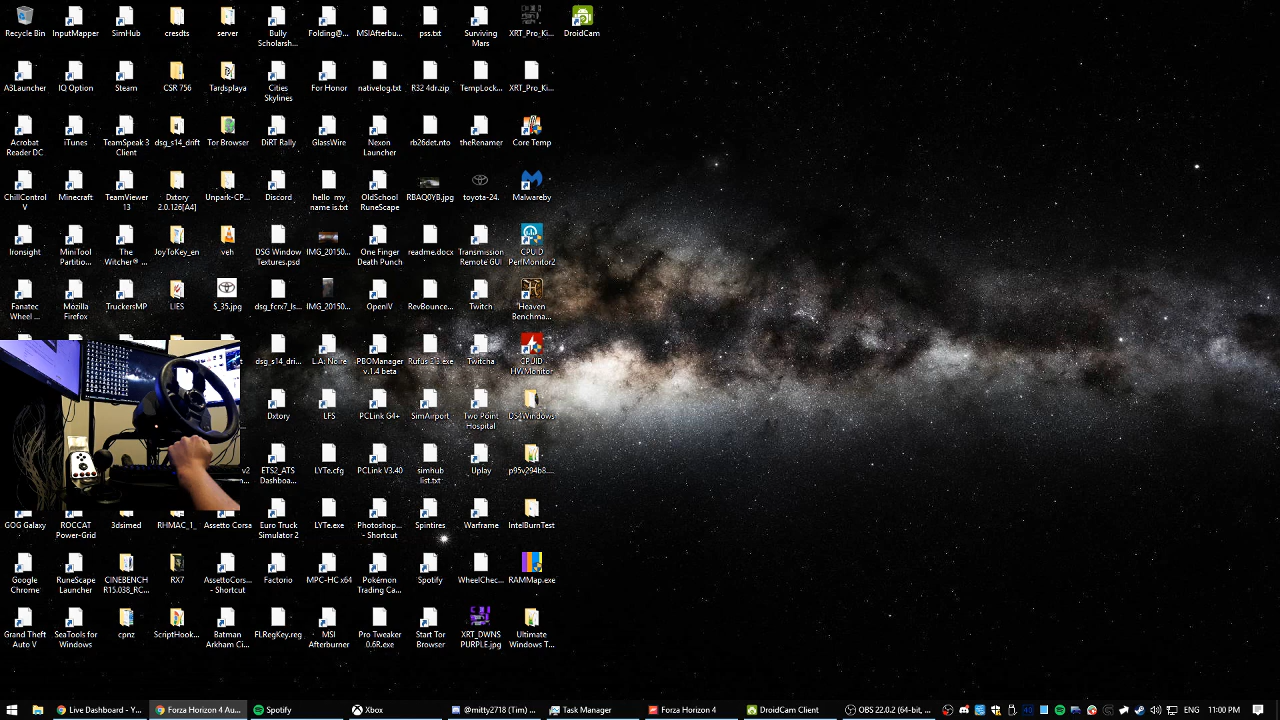 Recycle Bin
InputMapper
SimHub
cresdts
server
Bully
Scholarsh...
Folding@...
MSIAfterbu...
pss.txt
Surviving
Mars
XRT_Pro_Ki...
DroidCam
A3Launcher
IQ Option
Steam
CSR 756
Tardsplaya
Cities
Skylines
For Honor
nativelog.txt
R32 4dr.zip
TempLock...
XRT_Pro_Ki...
Acrobat
Reader DC
iTunes
TeamSpeak 3
Client
dsg_s14_drift
Tor Browser
DiRT Rally
GlassWire
Nexon
Launcher
rb26det.nto
theRenamer
Core Temp
ChillControl
V
Minecraft
TeamViewer
13
Dxtory
2.0.126[A4]
Unpark-CP...
Discord
hello my
name is.txt
OldSchool
RuneScape
RBAQ0YB.jpg
toyota-24.
Malwareby
Ironsight
MiniTool
Partitio...
The
Witcher® ...
JoyToKey_en
veh
DSG Window
Textures.psd
IMG_20150...
One Finger
Death Punch
readme.docx
Transmission
Remote GUI
CPUID
PerfMonitor2
Fanatec
Wheel ...
Mozilla
Firefox
TruckersMP
LIES
S_35.jpg
dsg_fcrx7_ls...
IMG_20150...
OpenIV
RevBounce...
Twitch
Heaven
Benchma...
dsg_s14_dri...
L.A. Noire
PBOManager
v.1.4 beta
Rufus 2.3.exe
Twitcha
CPUID
HWMonitor
Dxtory
LFS
PCLink G4+
SimAirport
Two Point
Hospital
DS4Windows
v2
ETS2_ATS
Dashboa...
LYTe.cfg
PCLink V3.40
simhub
list.txt
Uplay
p95v294b8....
GOG Galaxy
ROCCAT
Power-Grid
3dsimed
RHMAC_1_
Assetto Corsa
Euro Truck
Simulator 2
LYTe.exe
Photoshop...
- Shortcut
Spintires
Warframe
IntelBurnTest
Google
Chrome
RuneScape
Launcher
CINEBENCH
R15.038_RC...
RX7
AssettoCors...
- Shortcut
Factorio
MPC-HC x64
Pokémon
Trading Ca...
Spotify
WheelChec...
RAMMap.exe
Grand Theft
Auto V
SeaTools for
Windows
cpnz
ScriptHook...
Batman
Arkham Ci...
FLRegKey.reg
MSI
Afterburner
Pro Tweaker
0.6R.exe
Start Tor
Browser
XRT_DWNS
PURPLE.jpg
Ultimate
Windows T...
Live Dashboard - Y...
Forza Horizon 4 Au...
Spotify
Xbox
@mitty2718 (Tim) ...
Task Manager
Forza Horizon 4
DroidCam Client
OBS 22.0.2 (64-bit, ...
ENG
11:00 PM